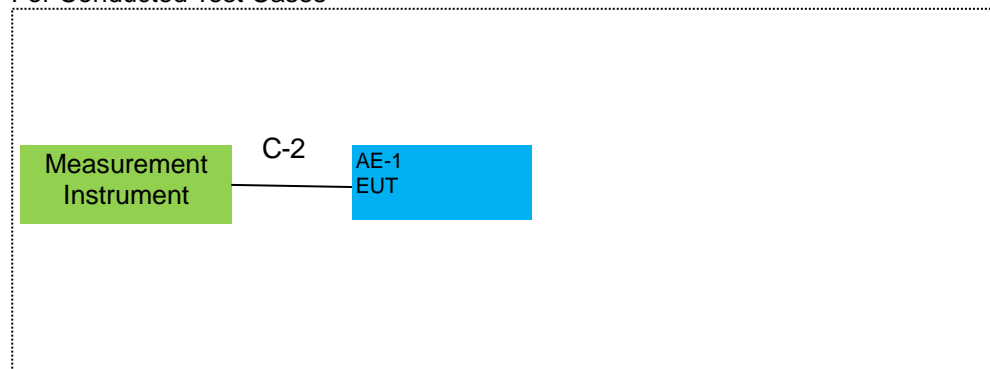 For Conducted Test Cases
C-2
Measurement
Instrument
AE-1
EUT